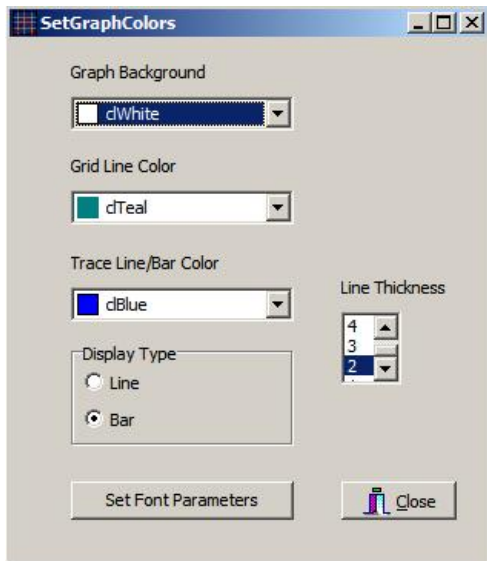 SetGraphColors
Graph Background
clWhite
Grid Line Color
clTeal
Trace Line/Bar Color
clBlue
Line Thickness
4
3
2
Display Type
Line
Bar
Set Font Parameters
Close